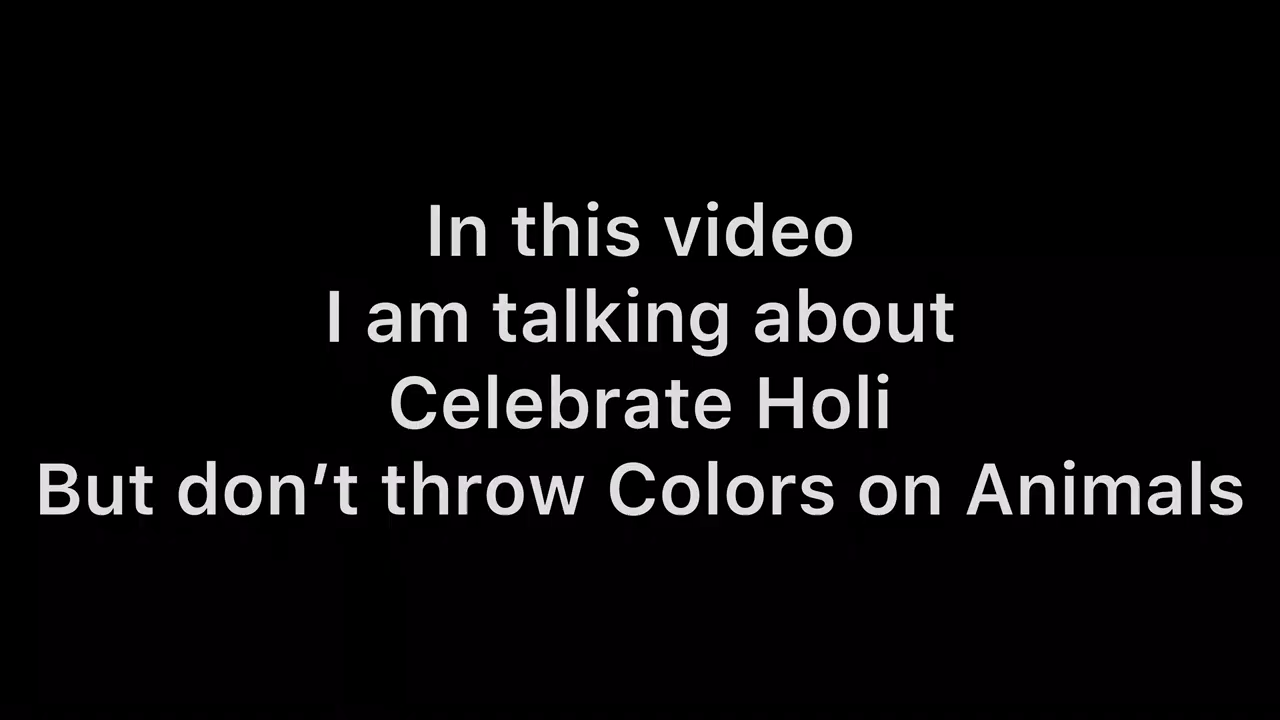 In this video
I am talking about
Celebrate Holi
But don’t throw Colors on Animals